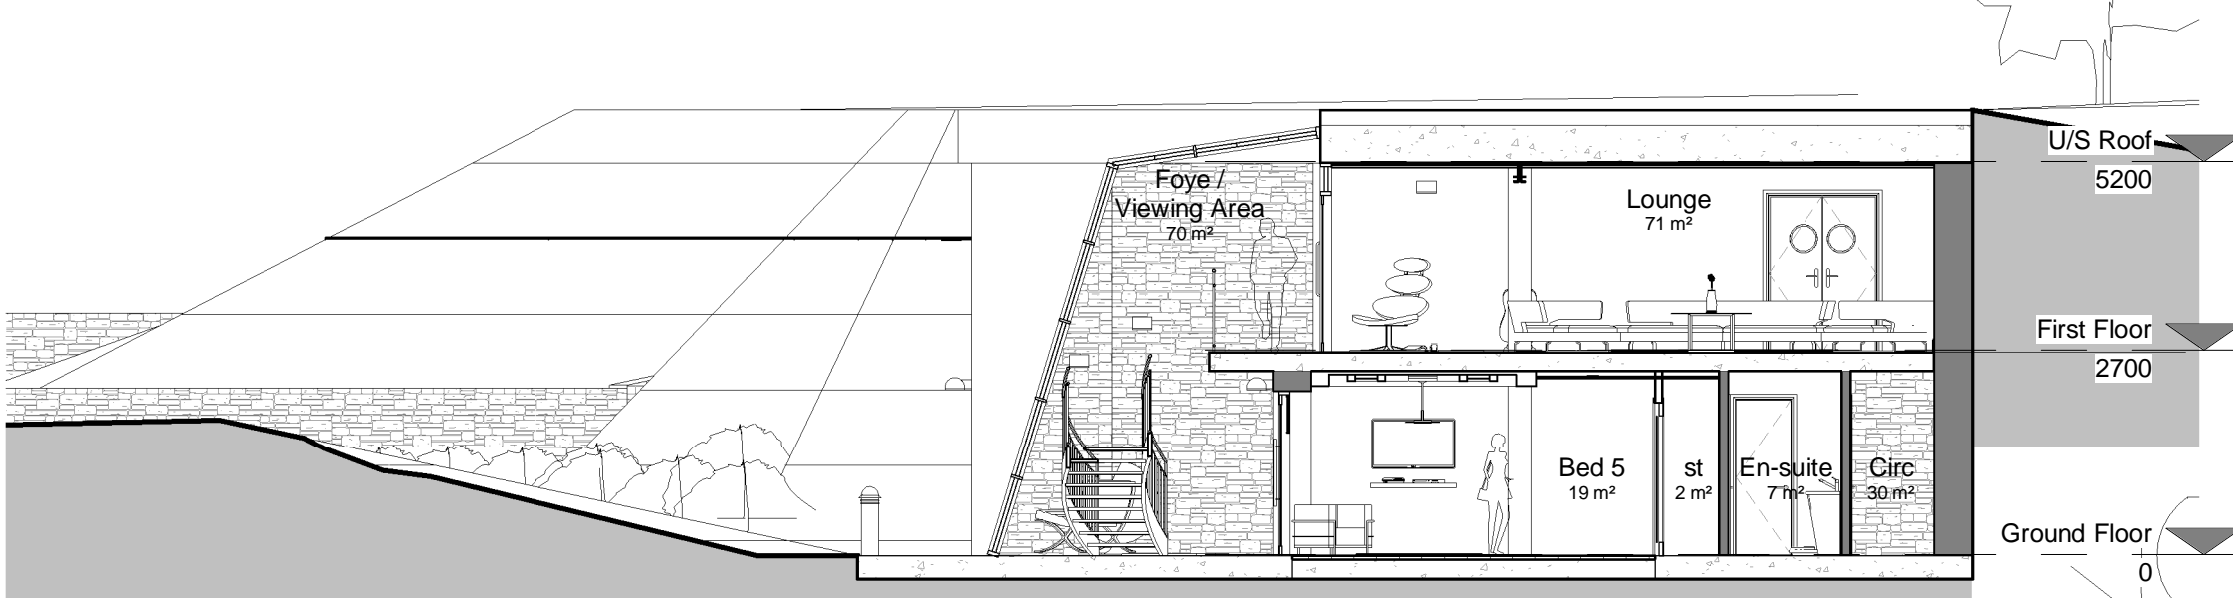 U/S Roof
5200
Foye /
Viewing Area
70 m²
Lounge
71 m²
First Floor
2700
Bed 5
19 m²
st
2 m²
En-suite
7 m²
Circ
30 m²
Ground Floor
0